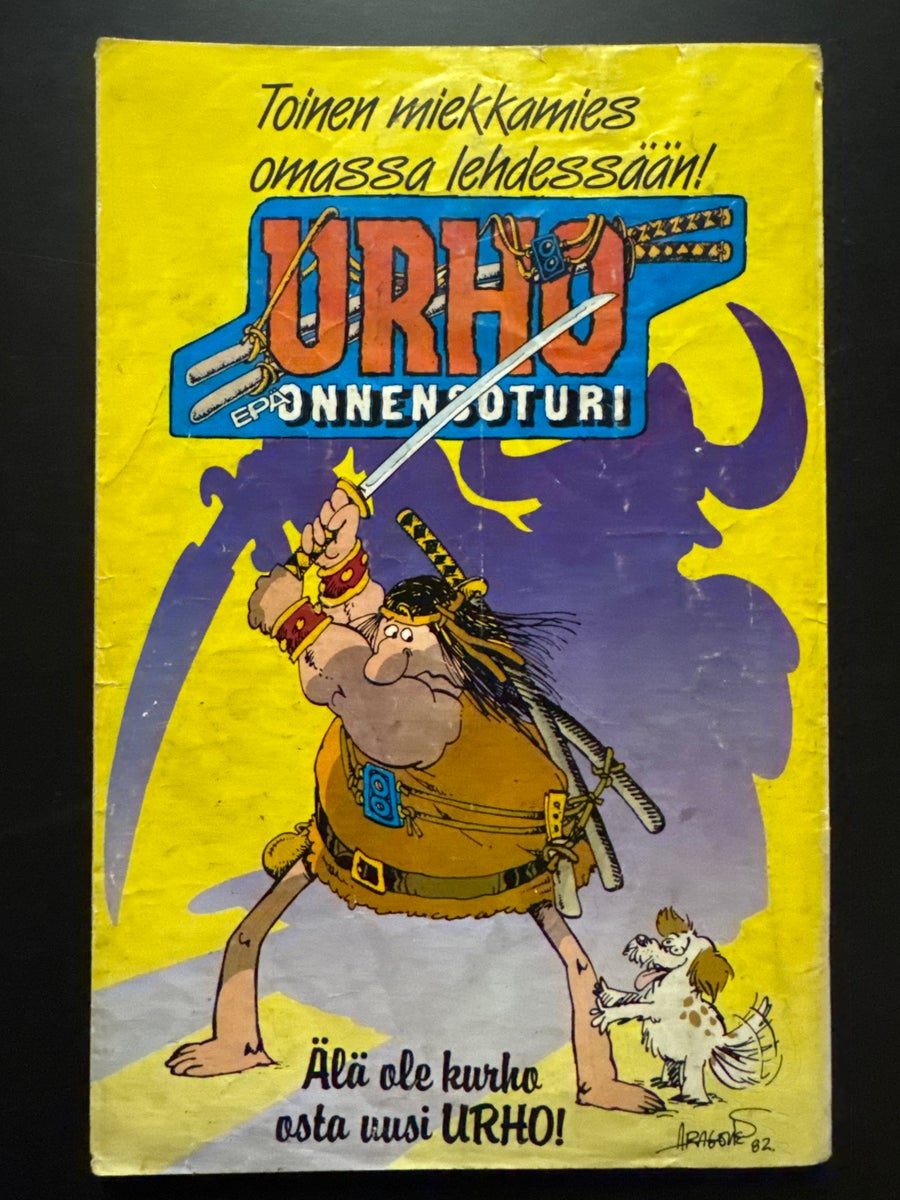 Toinen miekkamies
omassa lehdessään!
URHO
EPÄONNENSOTURI
Älä ole kurho
osta uusi URHO!
ARAGONÉS
82.